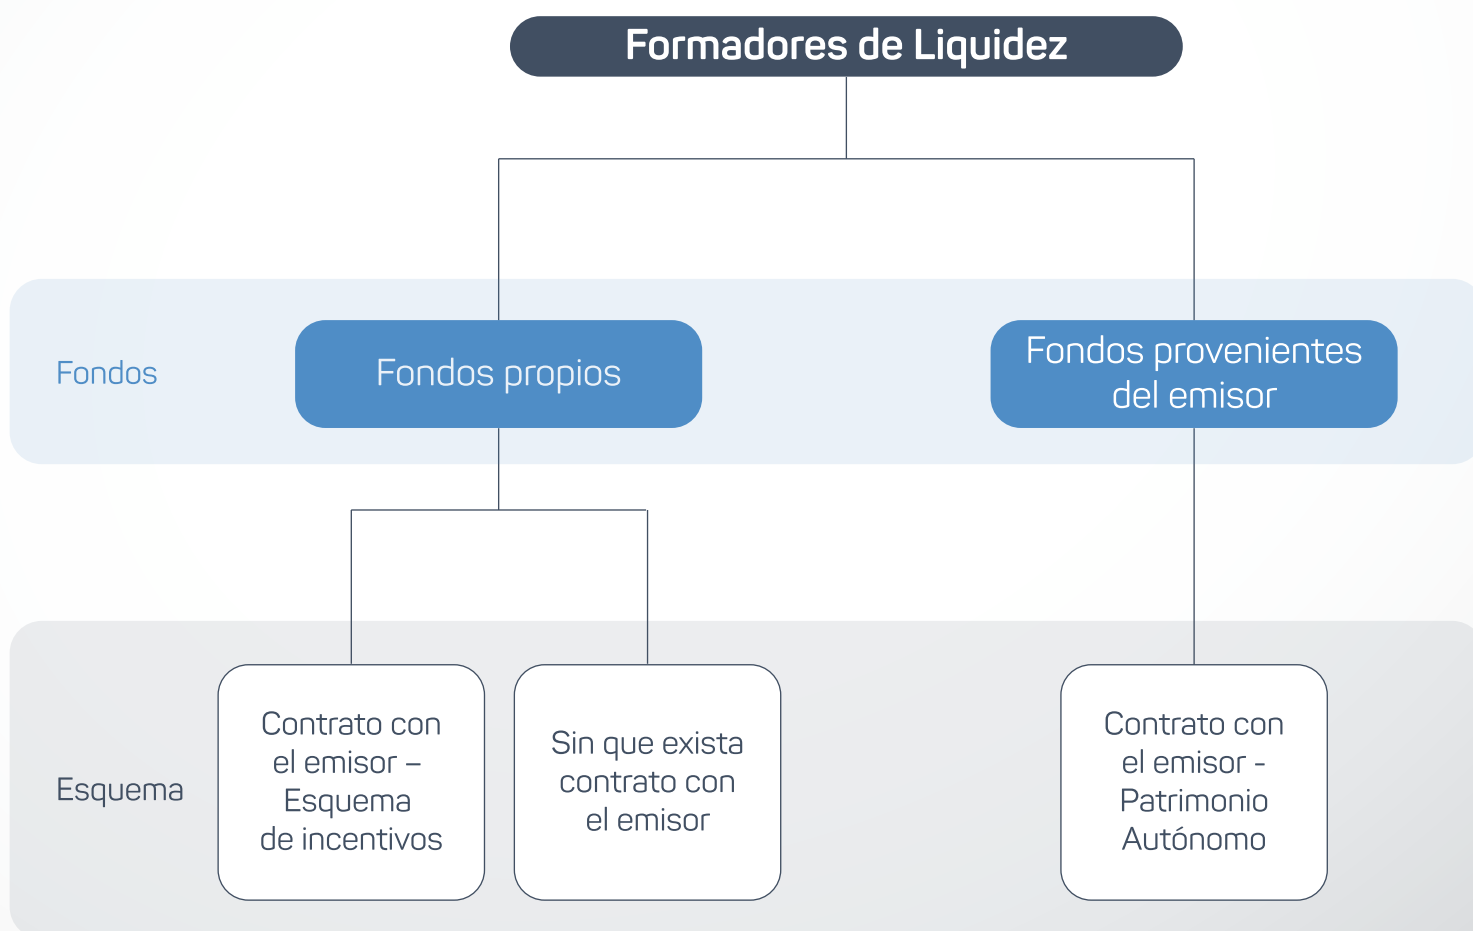 Formadores de Liquidez
Fondos
Fondos propios
Fondos provenientes
del emisor
Esquema
Contrato con
el emisor –
Esquema
de incentivos
Sin que exista
contrato con
el emisor
Contrato con
el emisor -
Patrimonio
Autónomo